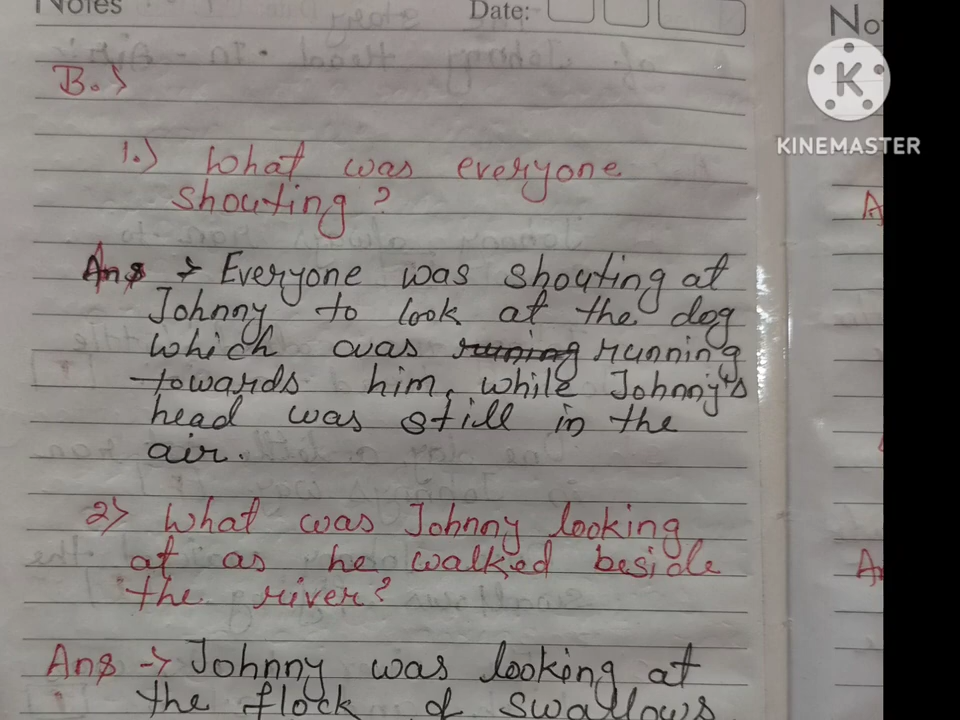 Notes
Date:
No
KINEMASTER
B.>
1.) What was everyone
shouting?
Ans → Everyone was shouting at
Johnny to look at the dog
which was runing running
towards him, while Johnny's
head was still in the
air.
2> What was Johnny looking
at as he walked beside
the river?
Ans → Johnny was looking at
the flock of swallows